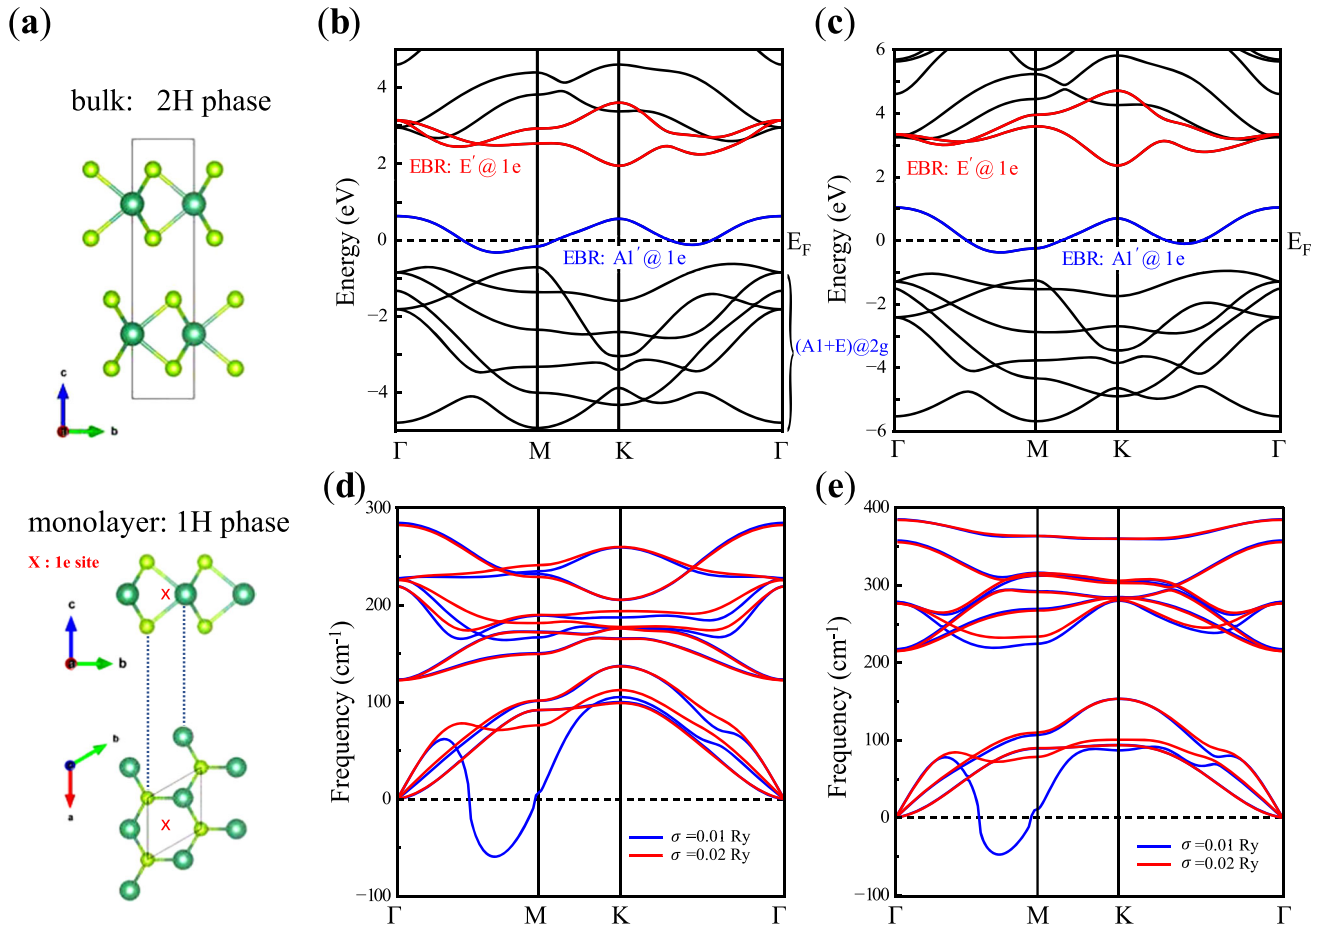 (a)
bulk: 2H phase
c
b
monolayer: 1H phase
X : 1e site
X
c
b
b
a
X
(b)
Energy (eV)
4
2
0
−2
−4
EBR: E′@ 1e
EBR: A1′@ 1e
E_F
(A1+E)@2g
Γ
M
K
Γ
(c)
Energy (eV)
6
4
2
0
−2
−4
−6
EBR: E′@ 1e
EBR: A1′@ 1e
E_F
Γ
M
K
Γ
(d)
Frequency (cm⁻¹)
300
200
100
0
−100
σ =0.01 Ry
σ =0.02 Ry
Γ
M
K
Γ
(e)
Frequency (cm⁻¹)
400
300
200
100
0
−100
σ =0.01 Ry
σ =0.02 Ry
Γ
M
K
Γ